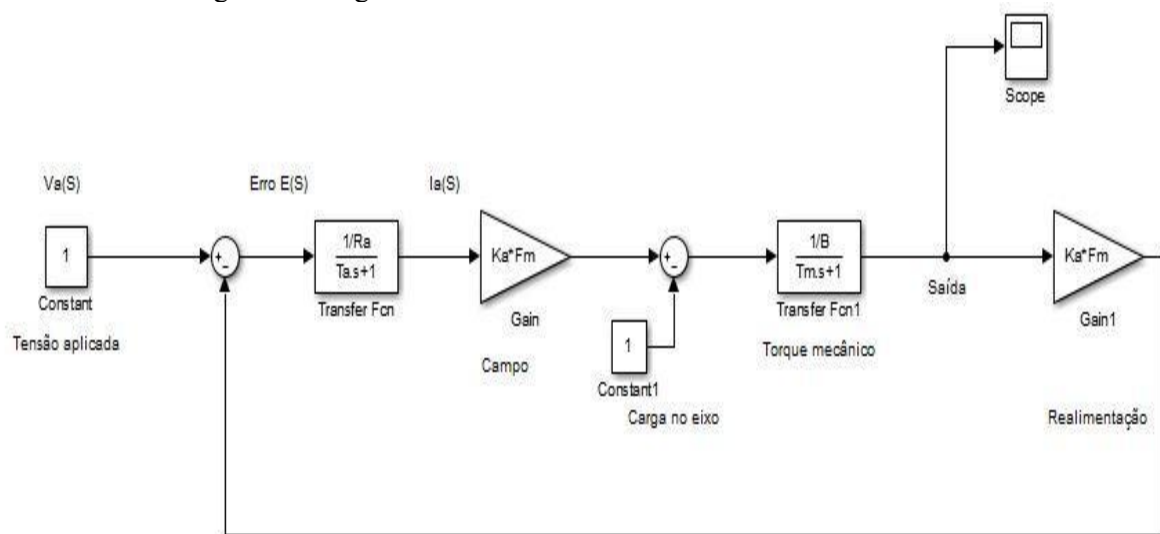 Scope
Va(S)
Erro E(S)
Ia(S)
1
+
-
1/Ra
Ta.s+1
Ka*Fm
+
-
1/B
Tm.s+1
Ka*Fm
Constant
Transfer Fcn
Gain
Transfer Fcn1
Saída
Gain1
Tensão aplicada
Campo
1
Constant1
Torque mecânico
Carga no eixo
Realimentação